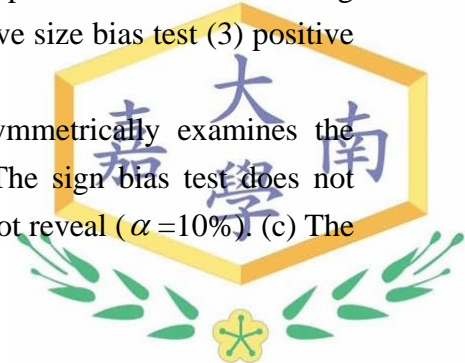 ve size bias test (3) positive
ymmetrically examines the
The sign bias test does not
ot reveal ( α =10%). (c) The
大
嘉 南
學